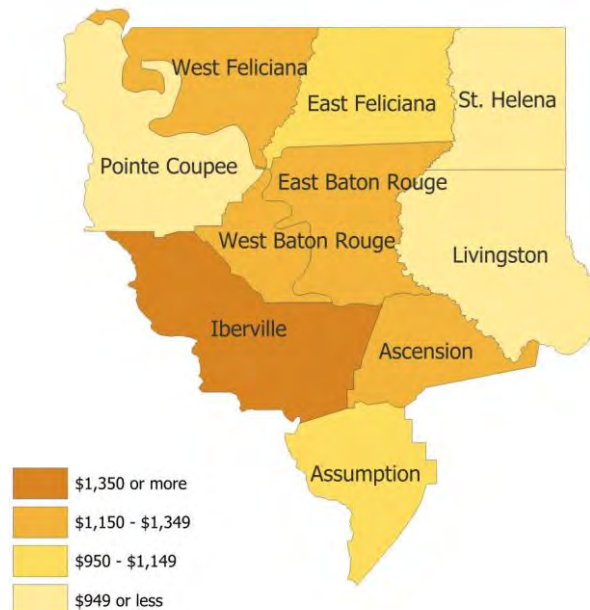 West Feliciana
East Feliciana
St. Helena
Pointe Coupee
East Baton Rouge
West Baton Rouge
Livingston
Iberville
Ascension
Assumption
$1,350 or more
$1,150 - $1,349
$950 - $1,149
$949 or less